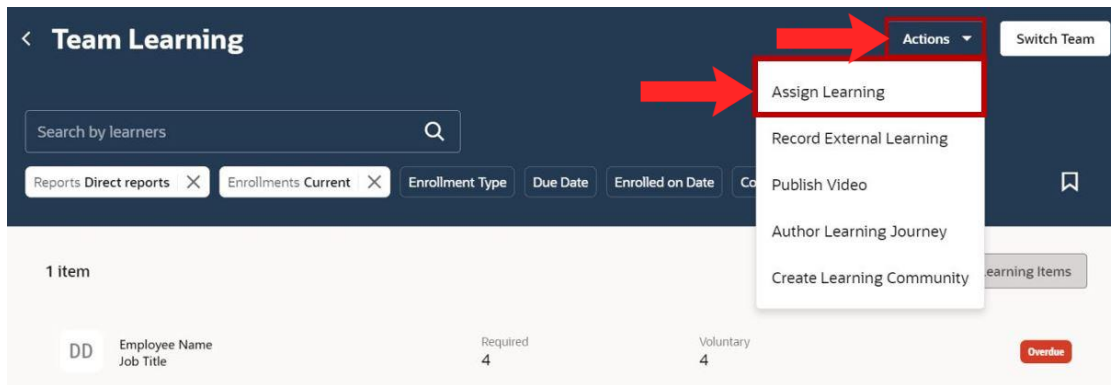 Team Learning
Actions
Switch Team
Assign Learning
Search by learners
Record External Learning
Reports Direct reports
Enrollments Current
Enrollment Type
Due Date
Enrolled on Date
Publish Video
Author Learning Journey
1 item
Learning Items
Create Learning Community
DD
Employee Name
Job Title
Required
4
Voluntary
4
Overdue